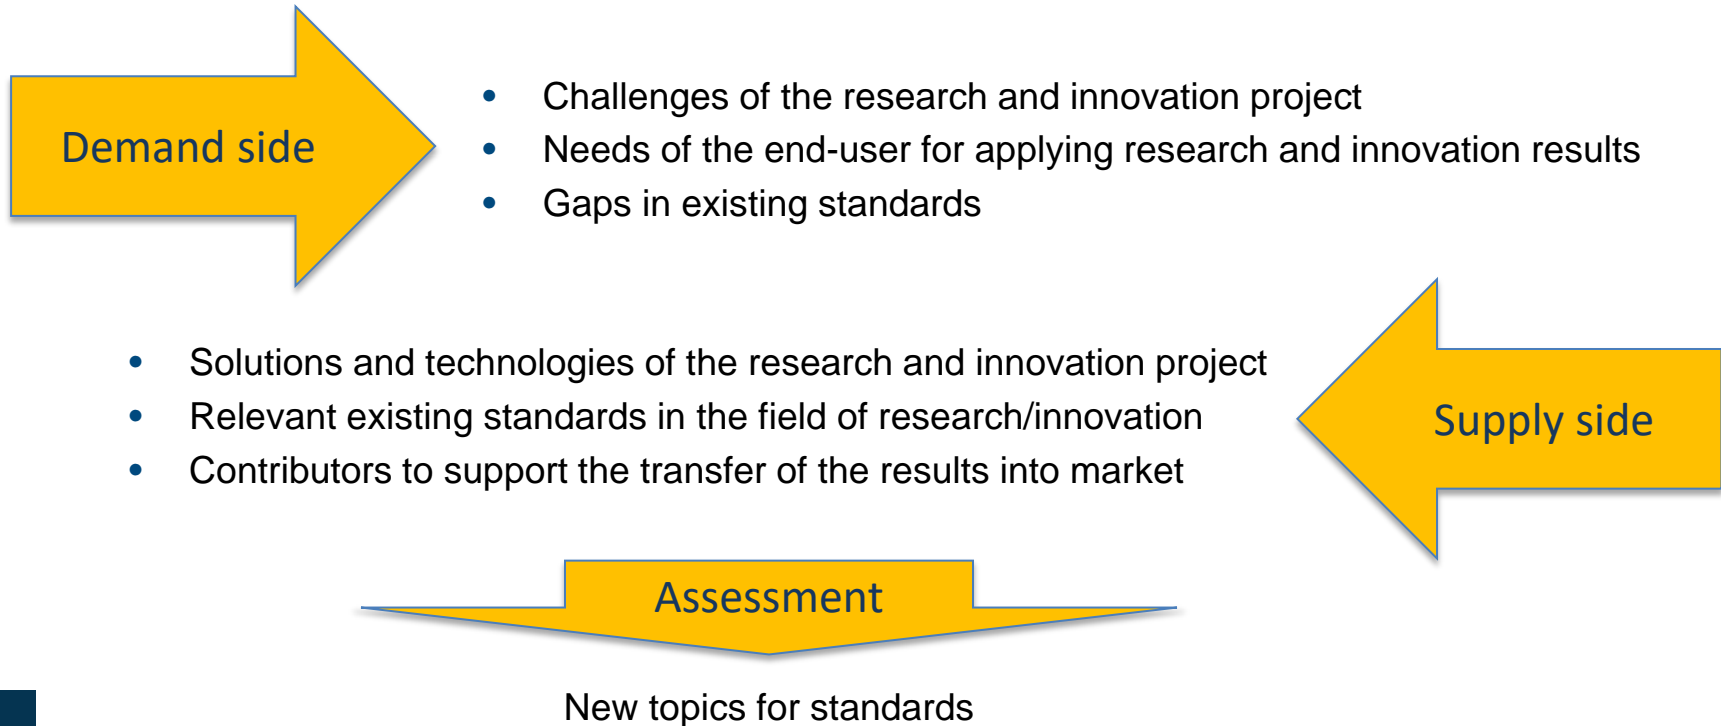 Demand side
• Challenges of the research and innovation project
• Needs of the end-user for applying research and innovation results
• Gaps in existing standards
• Solutions and technologies of the research and innovation project
• Relevant existing standards in the field of research/innovation
• Contributors to support the transfer of the results into market
Supply side
Assessment
New topics for standards